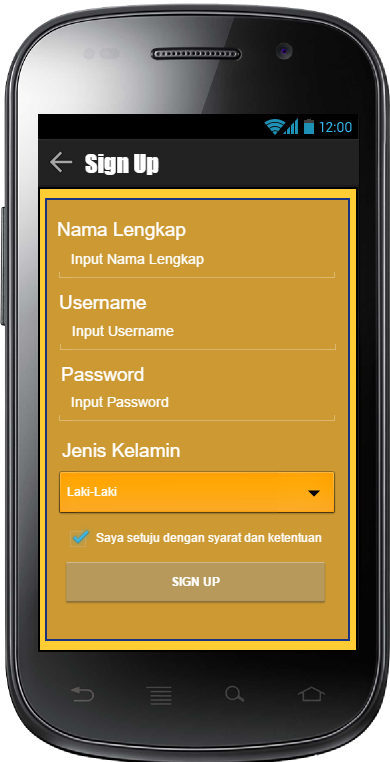 12:00
Sign Up
Nama Lengkap
Input Nama Lengkap
Username
Input Username
Password
Input Password
Jenis Kelamin
Laki-Laki
Saya setuju dengan syarat dan ketentuan
SIGN UP